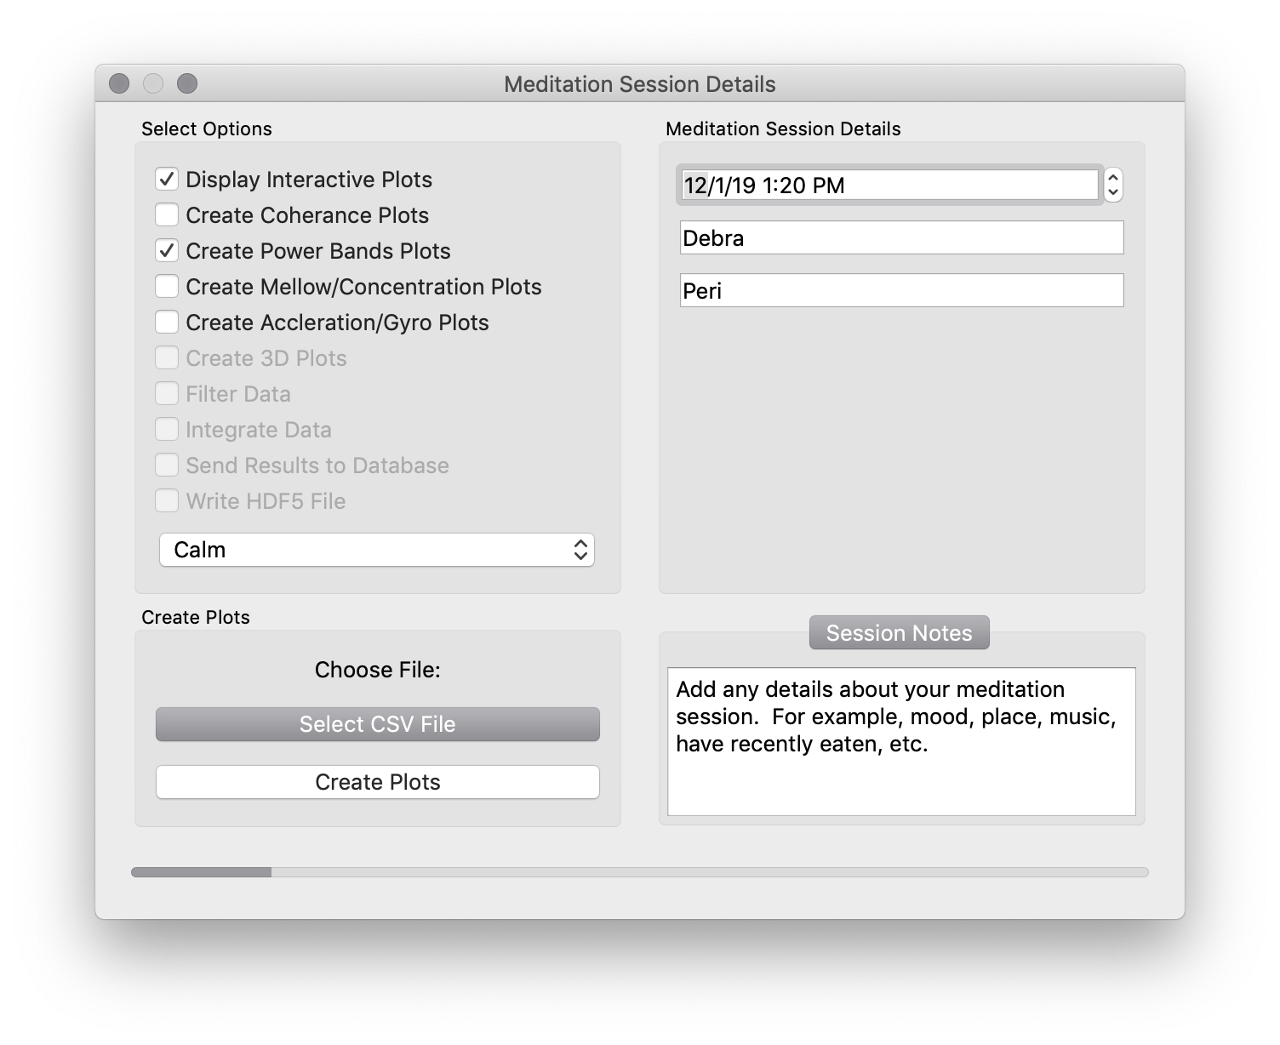 Meditation Session Details
Select Options
Display Interactive Plots
Create Coherance Plots
Create Power Bands Plots
Create Mellow/Concentration Plots
Create Accleration/Gyro Plots
Create 3D Plots
Filter Data
Integrate Data
Send Results to Database
Write HDF5 File
Calm
Meditation Session Details
12/1/19 1:20 PM
Debra
Peri
Create Plots
Choose File:
Select CSV File
Create Plots
Session Notes
Add any details about your meditation
session.  For example, mood, place, music,
have recently eaten, etc.